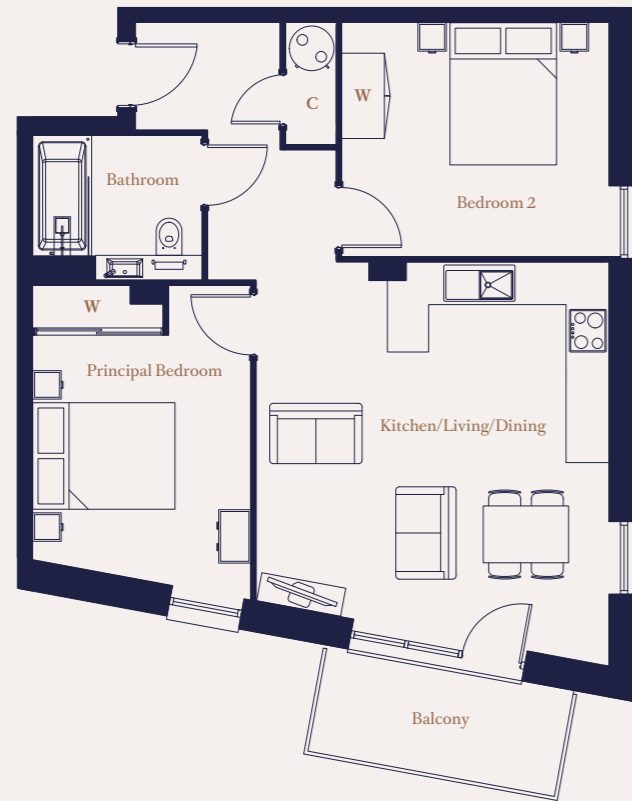 C
W
Bathroom
Bedroom 2
W
Principal Bedroom
Kitchen/Living/Dining
Balcony